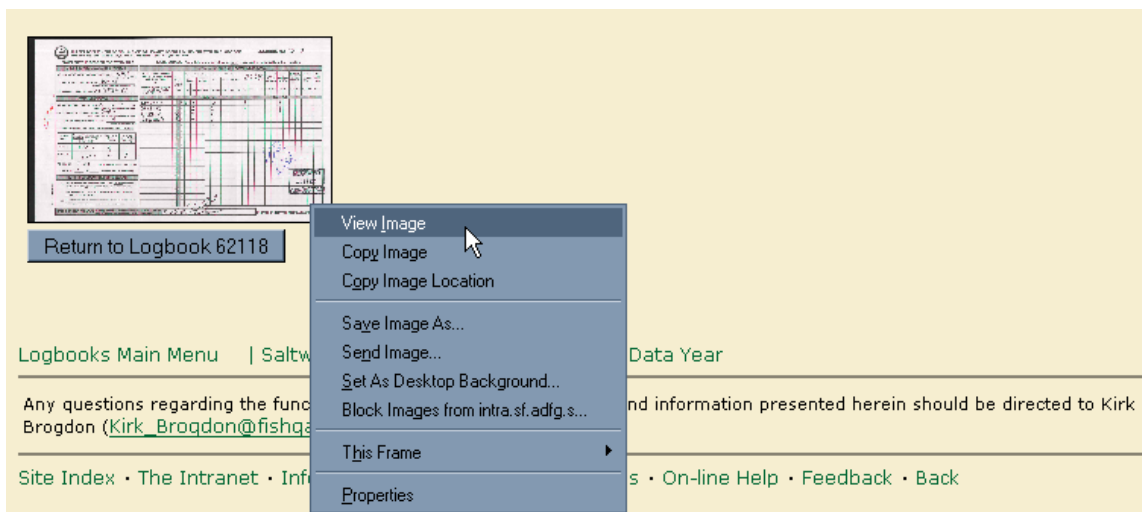 Return to Logbook 62118
View Image
Copy Image
Copy Image Location
Save Image As...
Send Image...
Set As Desktop Background...
Block Images from intra.sf.adfg.s...
This Frame
Properties
Logbooks Main Menu | Saltw Data Year
Any questions regarding the func nd information presented herein should be directed to Kirk
Brogdon (Kirk_Brogdon@fishga
Site Index · The Intranet · Inf s · On-line Help · Feedback · Back